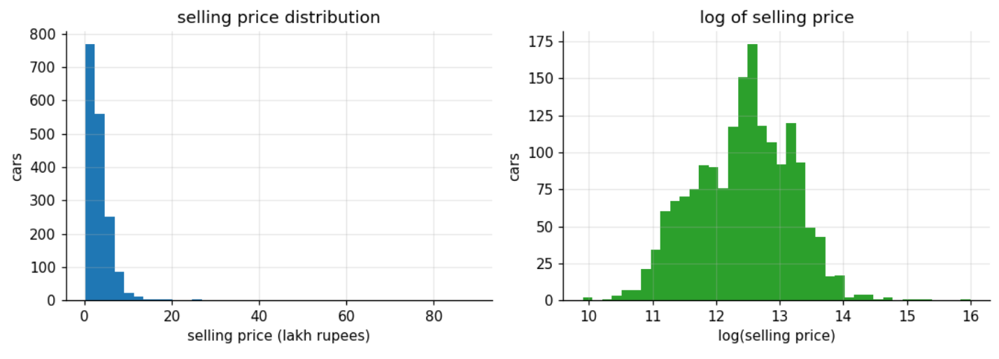 selling price distribution
800
700
600
500
400
300
200
100
0
cars
0 20 40 60 80
selling price (lakh rupees)
log of selling price
175
150
125
100
75
50
25
0
cars
10 11 12 13 14 15 16
log(selling price)